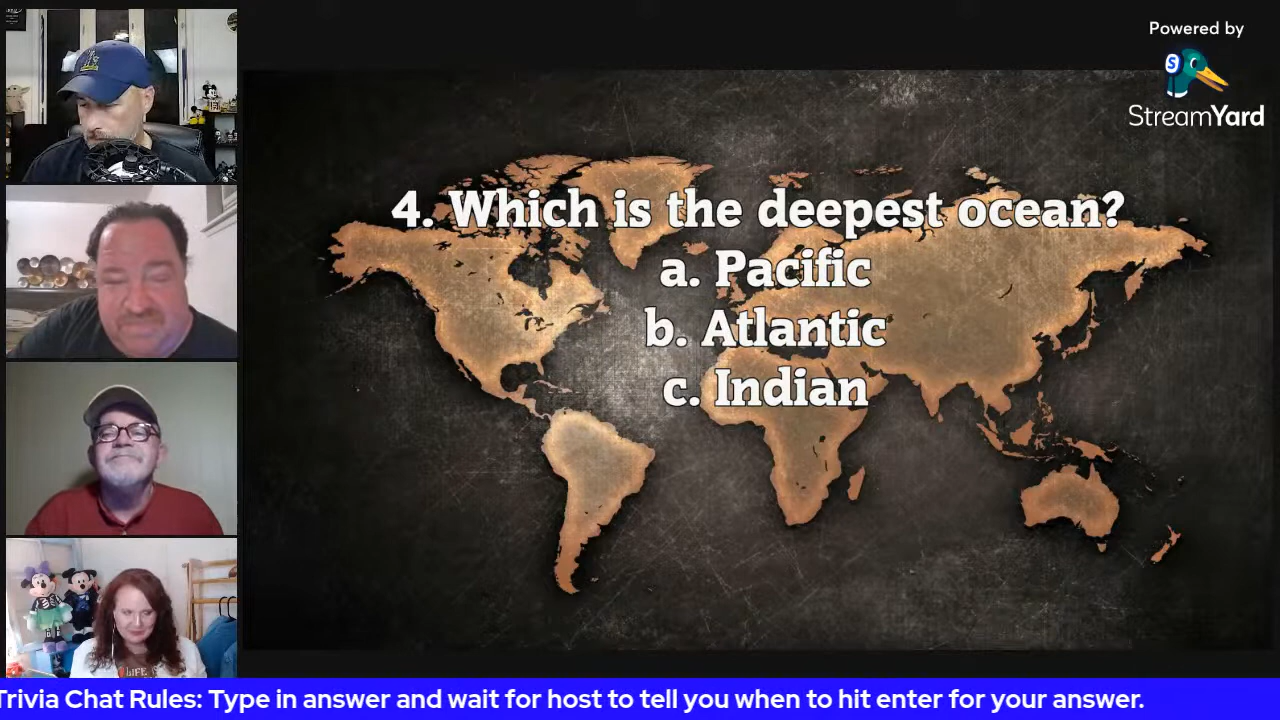 Powered by
StreamYard
4. Which is the deepest ocean?
a. Pacific
b. Atlantic
c. Indian
LIFE
Trivia Chat Rules: Type in answer and wait for host to tell you when to hit enter for your answer.